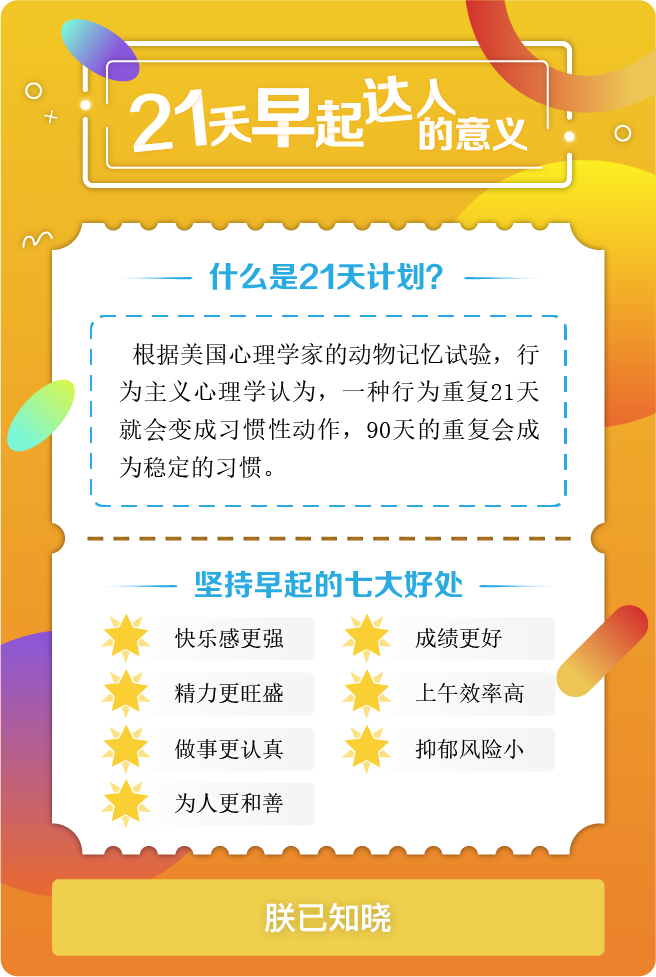 21天早起达人的意义
什么是21天计划？
根据美国心理学家的动物记忆试验，行
为主义心理学认为，一种行为重复21天
就会变成习惯性动作，90天的重复会成
为稳定的习惯。
坚持早起的七大好处
快乐感更强
成绩更好
精力更旺盛
上午效率高
做事更认真
抑郁风险小
为人更和善
朕已知晓